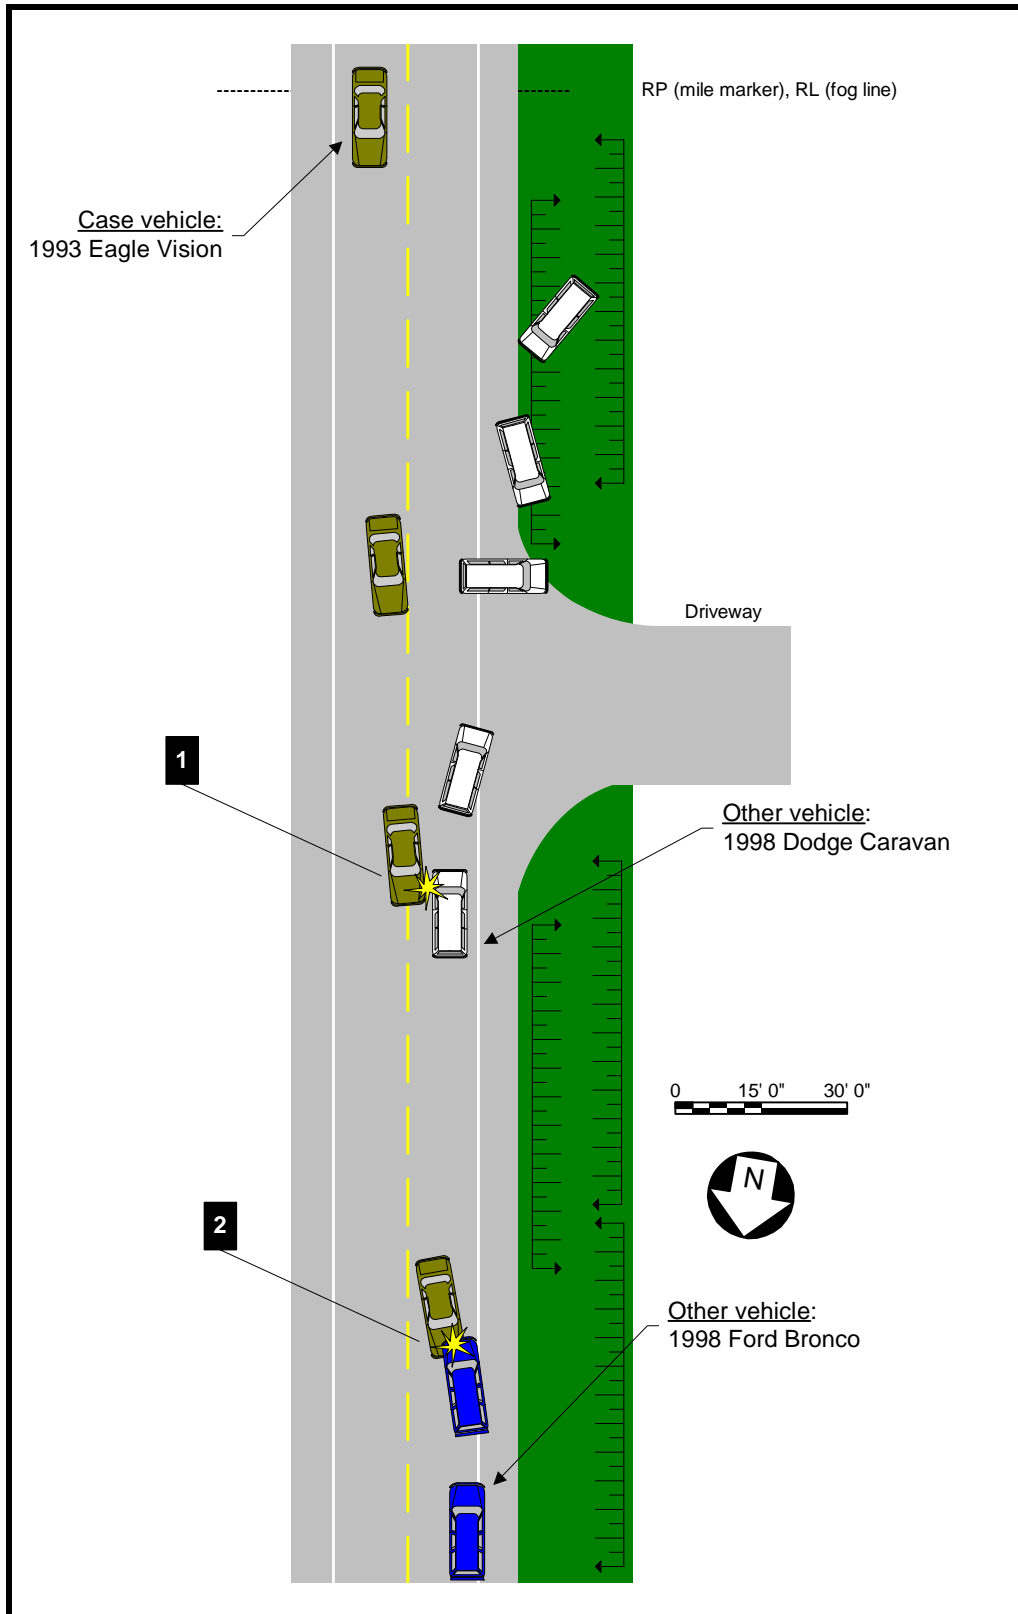 RP (mile marker), RL (fog line)
Case vehicle:
1993 Eagle Vision
Driveway
1
Other vehicle:
1998 Dodge Caravan
0 15' 0" 30' 0"
N
2
Other vehicle:
1998 Ford Bronco